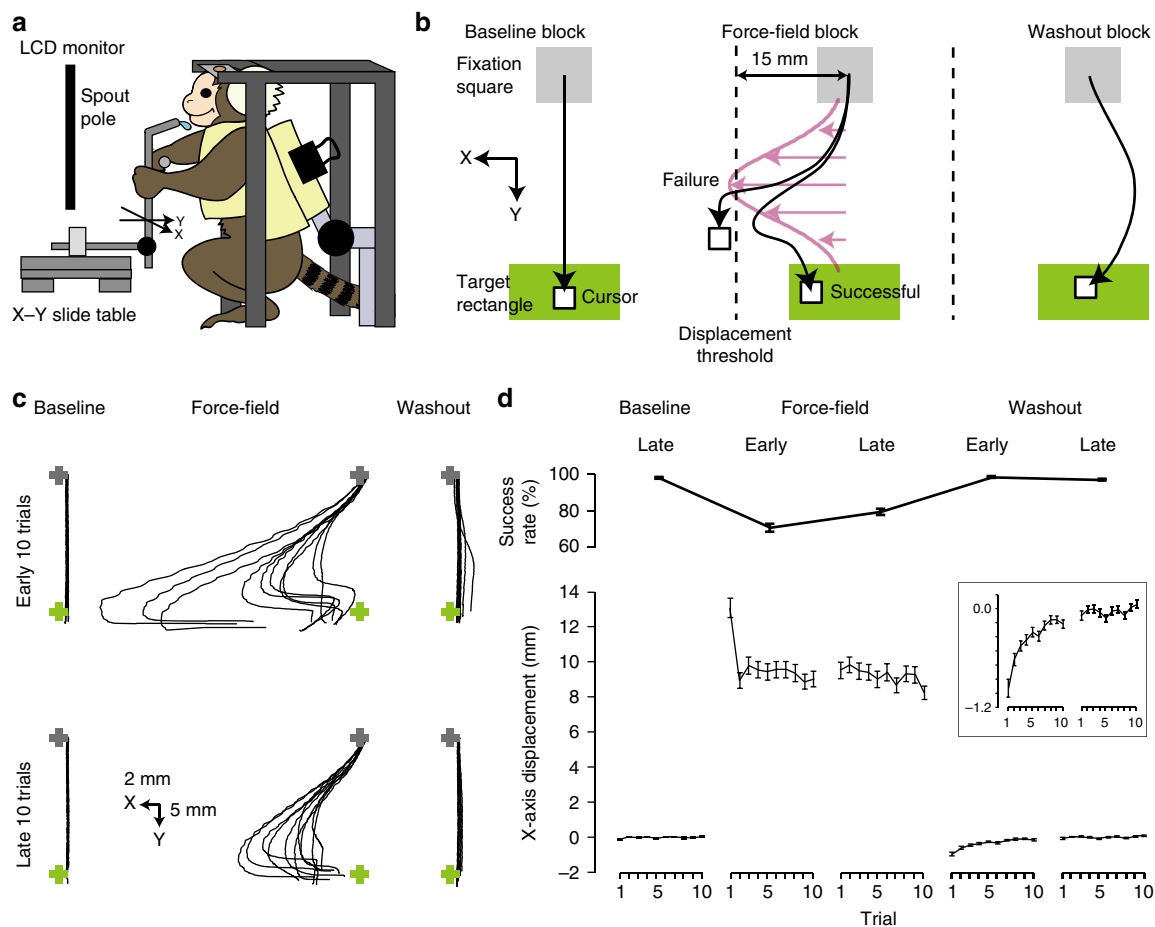 a
LCD monitor
Spout
pole
Y
X
X–Y slide table
b
Baseline block
Force-field block
Washout block
Fixation
square
15 mm
X
Y
Failure
Target
rectangle
Cursor
Successful
Displacement
threshold
c
Baseline
Force-field
Washout
Early 10 trials
Late 10 trials
2 mm
X
5 mm
Y
d
Baseline
Force-field
Washout
Late
Early
Late
Early
Late
Success
rate (%)
100
80
60
X-axis displacement (mm)
14
12
10
8
6
4
2
0
−2
0.0
−1.2
1 5 10 1 5 10
1 5 10 1 5 10 1 5 10 1 5 10 1 5 10
Trial